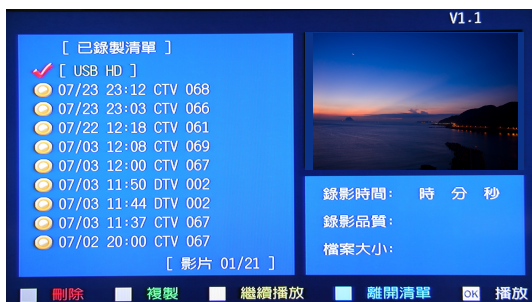 V1.1
[ 已錄製清單 ]
[ USB HD ]
07/23 23:12 CTV 068
07/23 23:03 CTV 066
07/22 12:18 CTV 061
07/03 12:08 CTV 069
07/03 12:00 CTV 067
07/03 11:50 DTV 002
07/03 11:44 DTV 002
07/03 11:37 CTV 067
07/02 20:00 CTV 067
[ 影片 01/21 ]
錄影時間: 時 分 秒
錄影品質:
檔案大小:
刪除 複製 繼續播放 離開清單 OK 播放